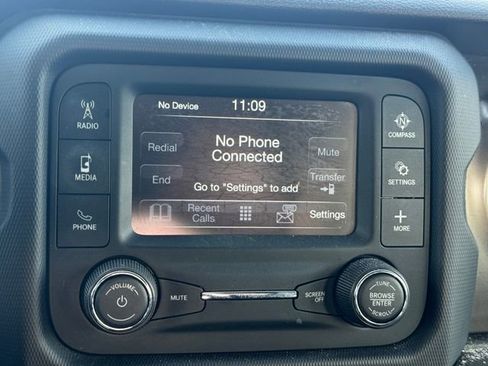 No Device 11:09
RADIO
COMPASS
Redial
No Phone
Connected
Mute
MEDIA
SETTINGS
End
Transfer
Go to "Settings" to add
PHONE
Recent
Calls
Settings
MORE
VOLUME
MUTE
SCREEN
OFF
TUNE
BROWSE
ENTER
SCROLL